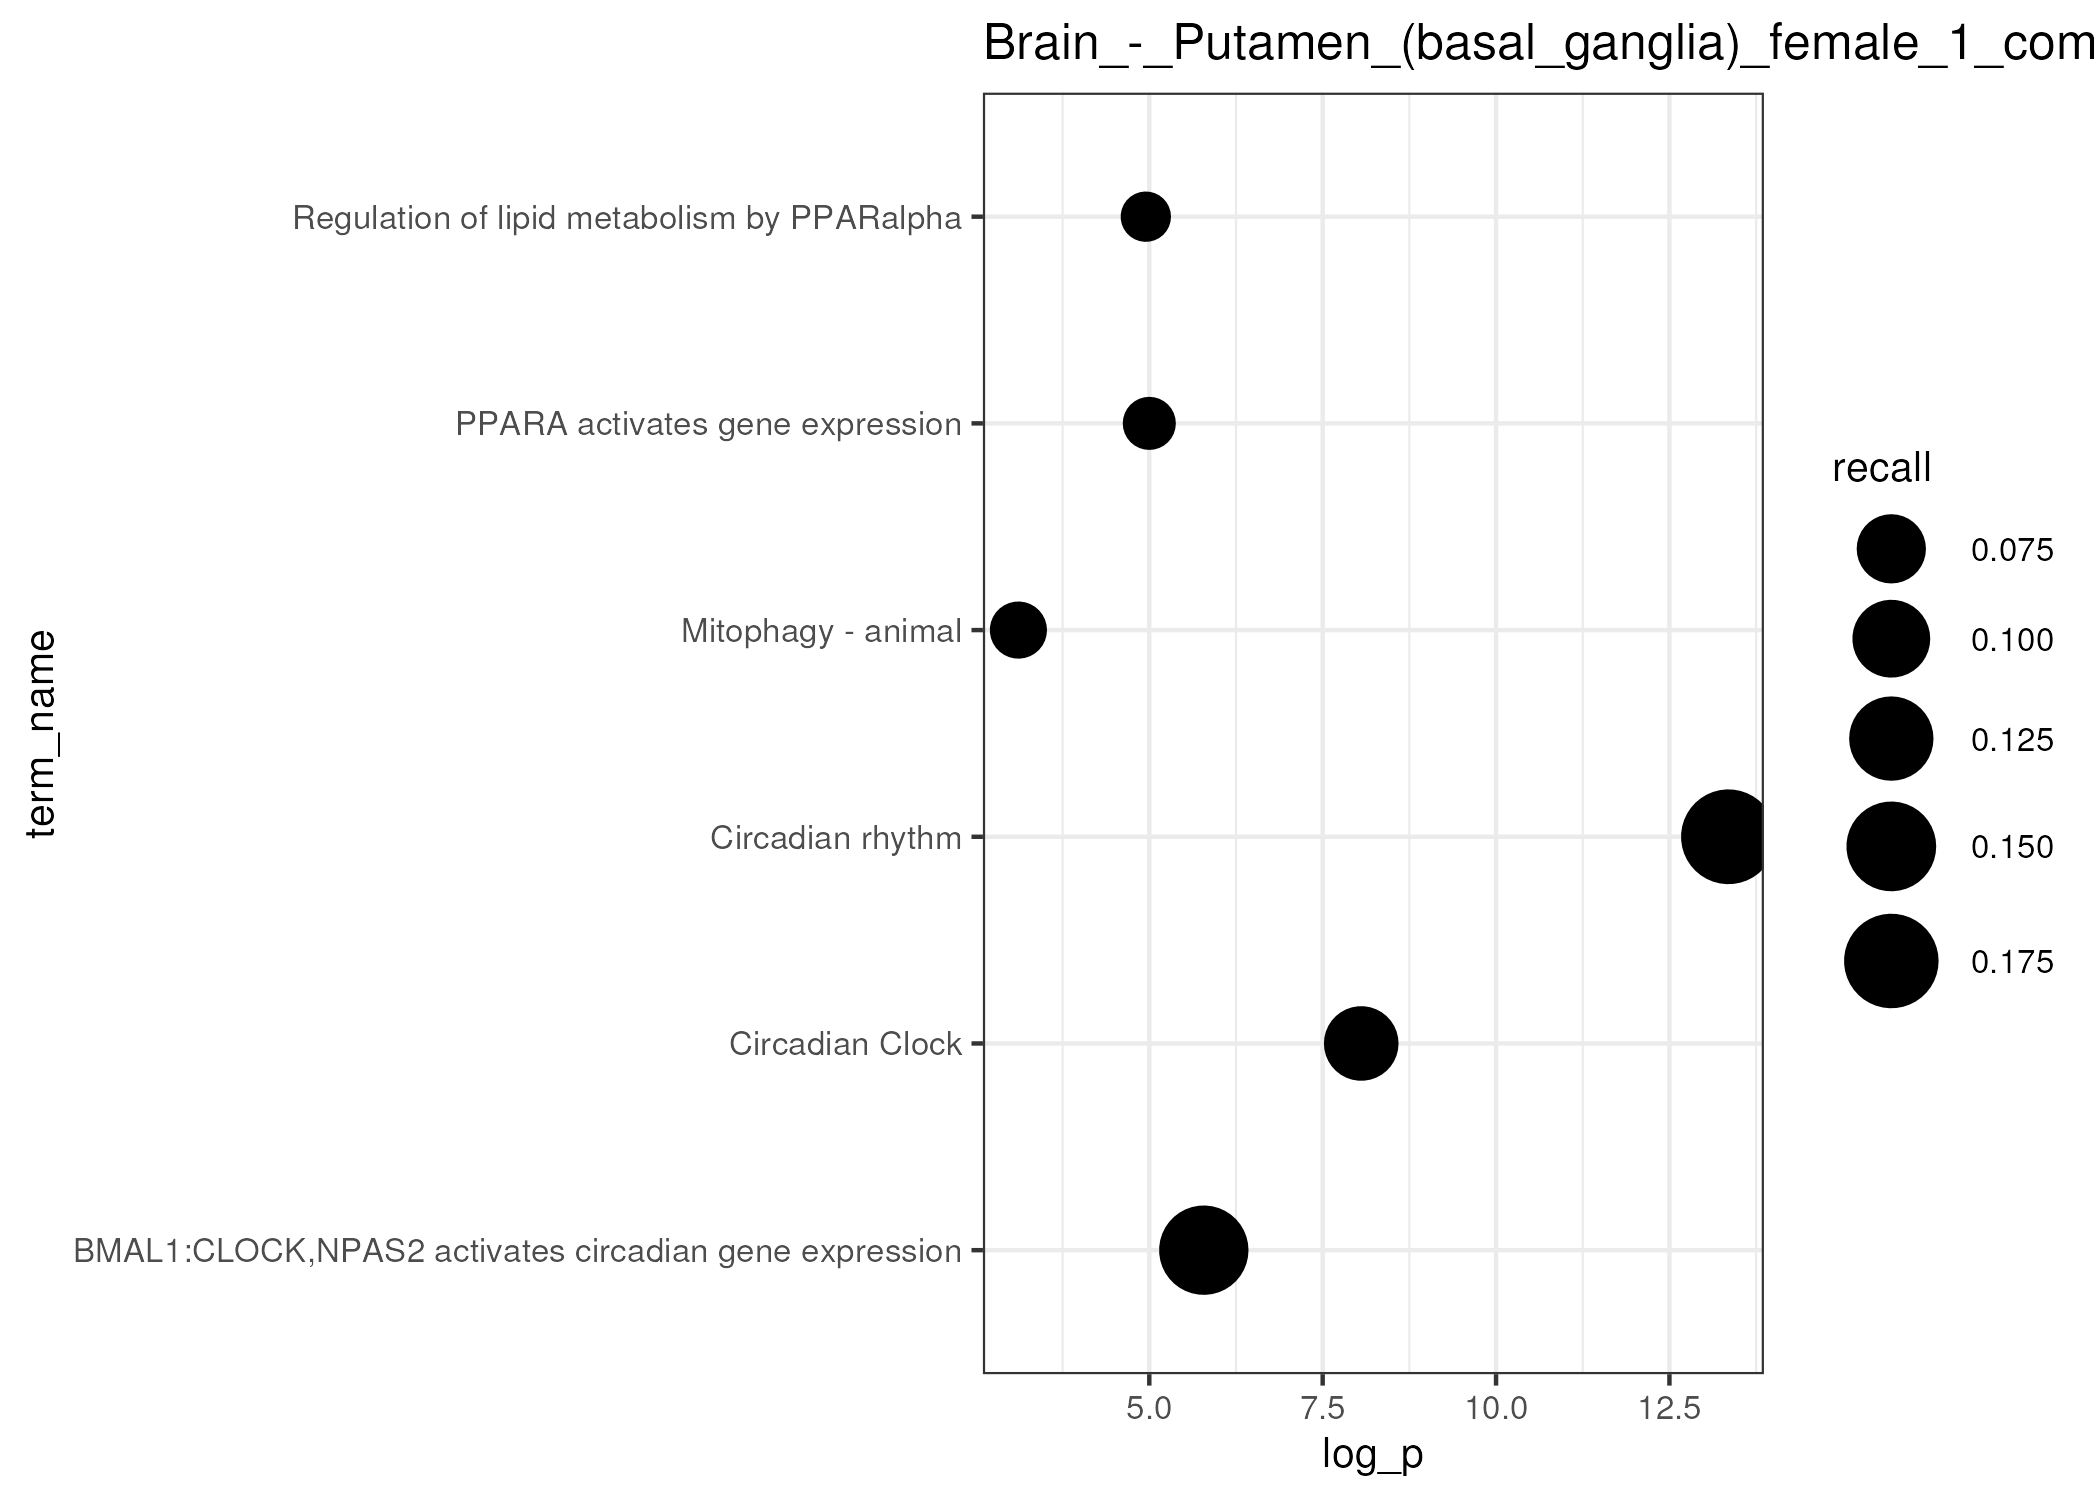 Brain_-_Putamen_(basal_ganglia)_female_1_com
Regulation of lipid metabolism by PPARalpha
PPARA activates gene expression
Mitophagy - animal
Circadian rhythm
Circadian Clock
BMAL1:CLOCK,NPAS2 activates circadian gene expression
term_name
5.0 7.5 10.0 12.5
log_p
recall
0.075
0.100
0.125
0.150
0.175